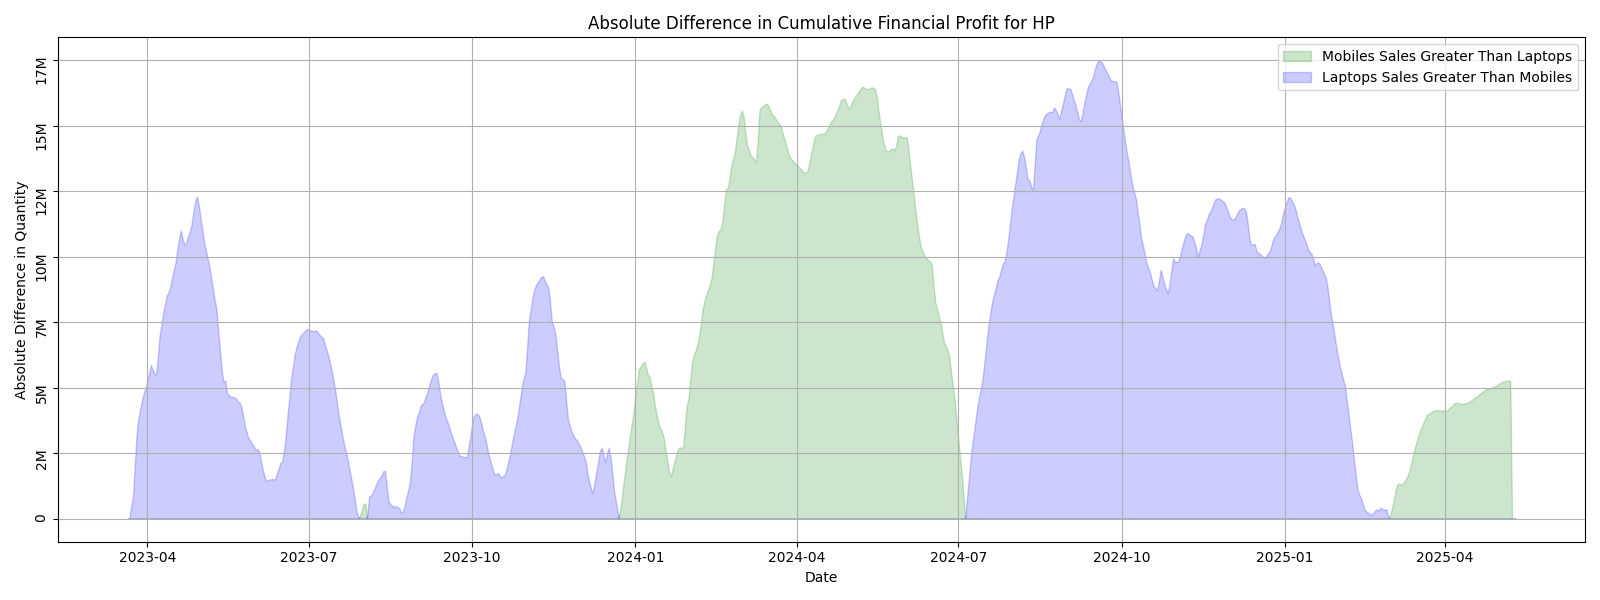 Absolute Difference in Cumulative Financial Profit for HP
Mobiles Sales Greater Than Laptops
Laptops Sales Greater Than Mobiles
Absolute Difference in Quantity
17M
15M
12M
10M
7M
5M
2M
0
2023-04
2023-07
2023-10
2024-01
2024-04
2024-07
2024-10
2025-01
2025-04
Date